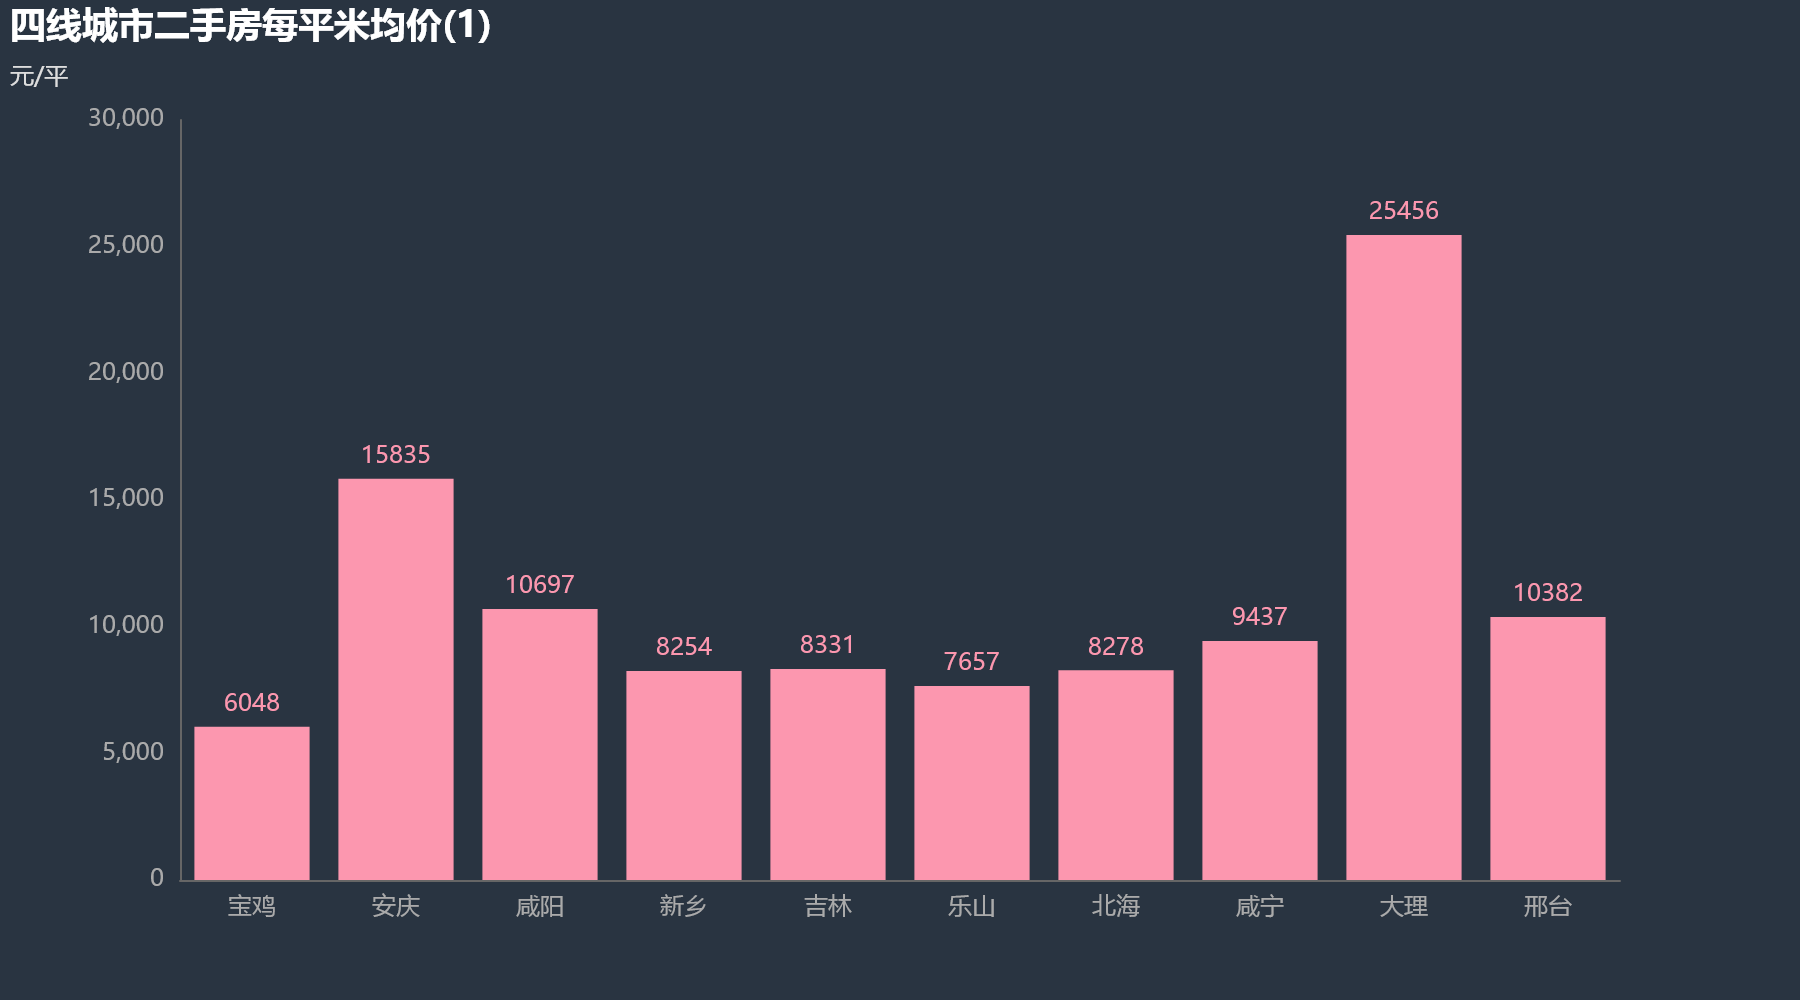 四线城市二手房每平米均价(1)
元/平
30,000
25,000
20,000
15,000
10,000
5,000
0
6048
15835
10697
8254
8331
7657
8278
9437
25456
10382
宝鸡
安庆
咸阳
新乡
吉林
乐山
北海
咸宁
大理
邢台